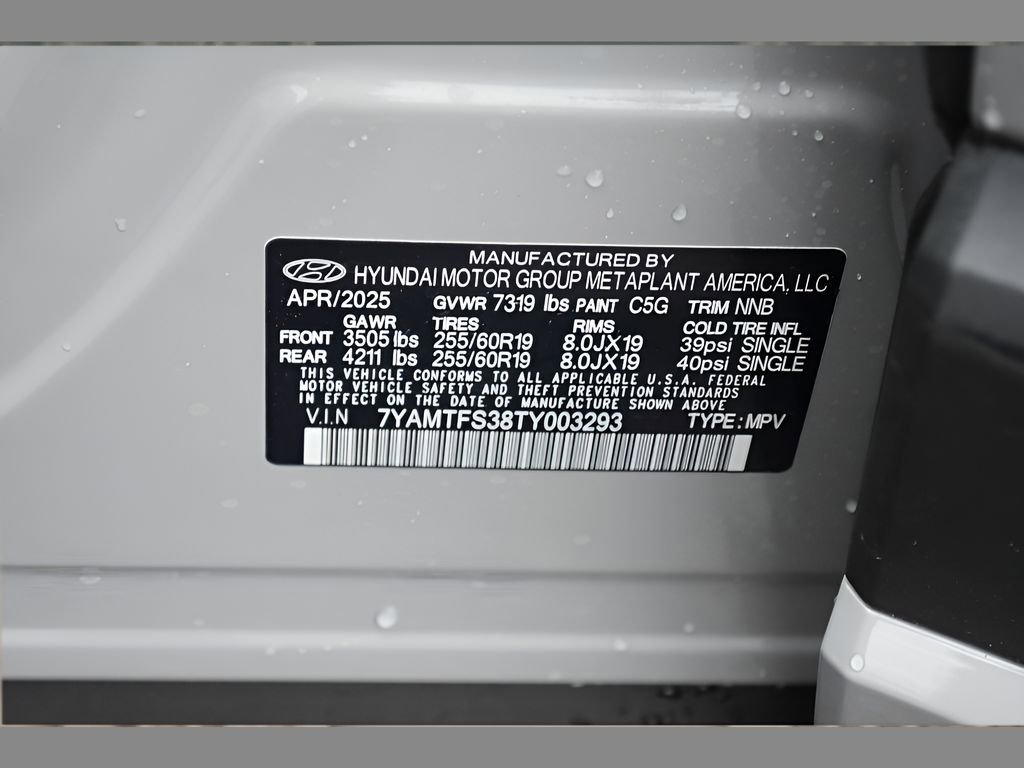 MANUFACTURED BY
HYUNDAI MOTOR GROUP METAPLANT AMERICA, LLC
APR/2025 GVWR 7319 lbs PAINT C5G TRIM NNB
GAWR TIRES RIMS COLD TIRE INFL
FRONT 3505 lbs 255/60R19 8.0JX19 39psi SINGLE
REAR 4211 lbs 255/60R19 8.0JX19 40psi SINGLE
THIS VEHICLE CONFORMS TO ALL APPLICABLE U.S.A. FEDERAL
MOTOR VEHICLE SAFETY AND THEFT PREVENTION STANDARDS
IN EFFECT ON THE DATE OF MANUFACTURE SHOWN ABOVE
V.I.N 7YAMTFS38TY003293 TYPE:MPV